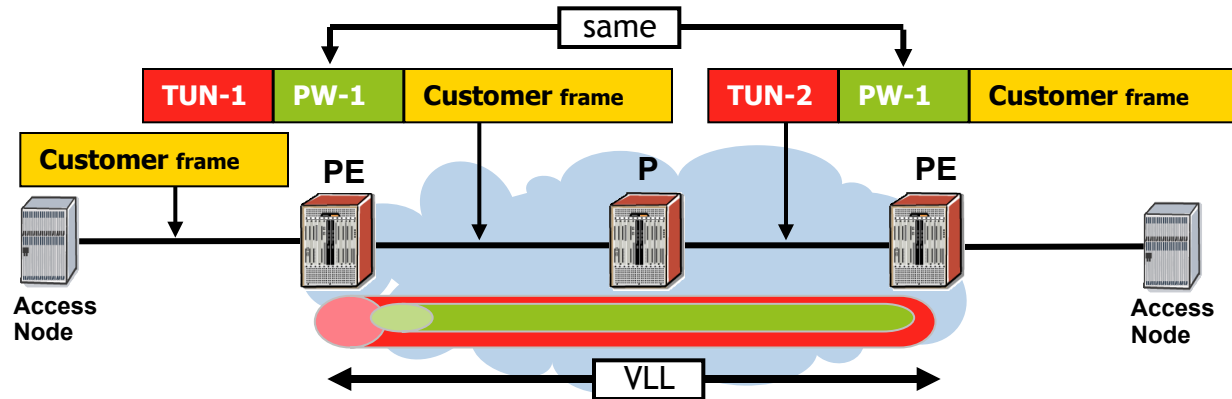 same
TUN-1 PW-1 Customer frame
TUN-2 PW-1 Customer frame
Customer frame
PE
P
PE
Access
Node
Access
Node
VLL